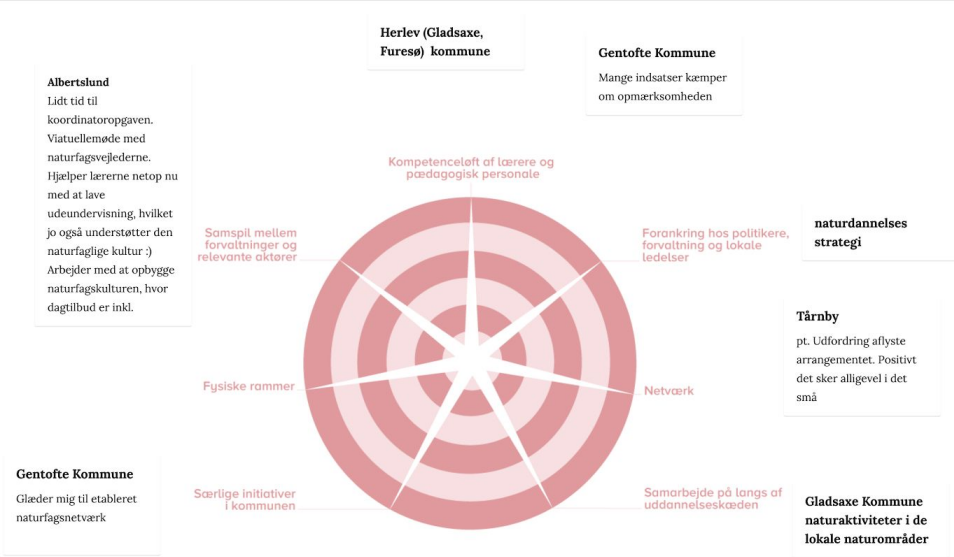 Herlev (Gladsaxe,
Furesø) kommune
Gentofte Kommune
Mange indsatser kæmper
om opmærksomheden
Albertslund
Lidt tid til
koordinatoropgaven.
Viatuellemøde med
naturfagsvejlederne.
Hjælper lærerne netop nu
med at lave
udeundervisning, hvilket
jo også understøtter den
naturfaglige kultur :)
Arbejder med at opbygge
naturfagskulturen, hvor
dagtilbud er inkl.
Kompetenceløft af lærere og
pædagogisk personale
Samspil mellem
forvaltninger og
relevante aktører
Forankring hos politikere,
forvaltning og lokale
ledelser
naturdannelses
strategi
Tårnby
pt. Udfordring aflyste
arrangementet. Positivt
det sker alligevel i det
små
Fysiske rammer
Netværk
Gentofte Kommune
Glæder mig til etableret
naturfagsnetværk
Særlige initiativer
i kommunen
Samarbejde på langs af
uddannelseskæden
Gladsaxe Kommune
naturaktiviteter i de
lokale naturområder